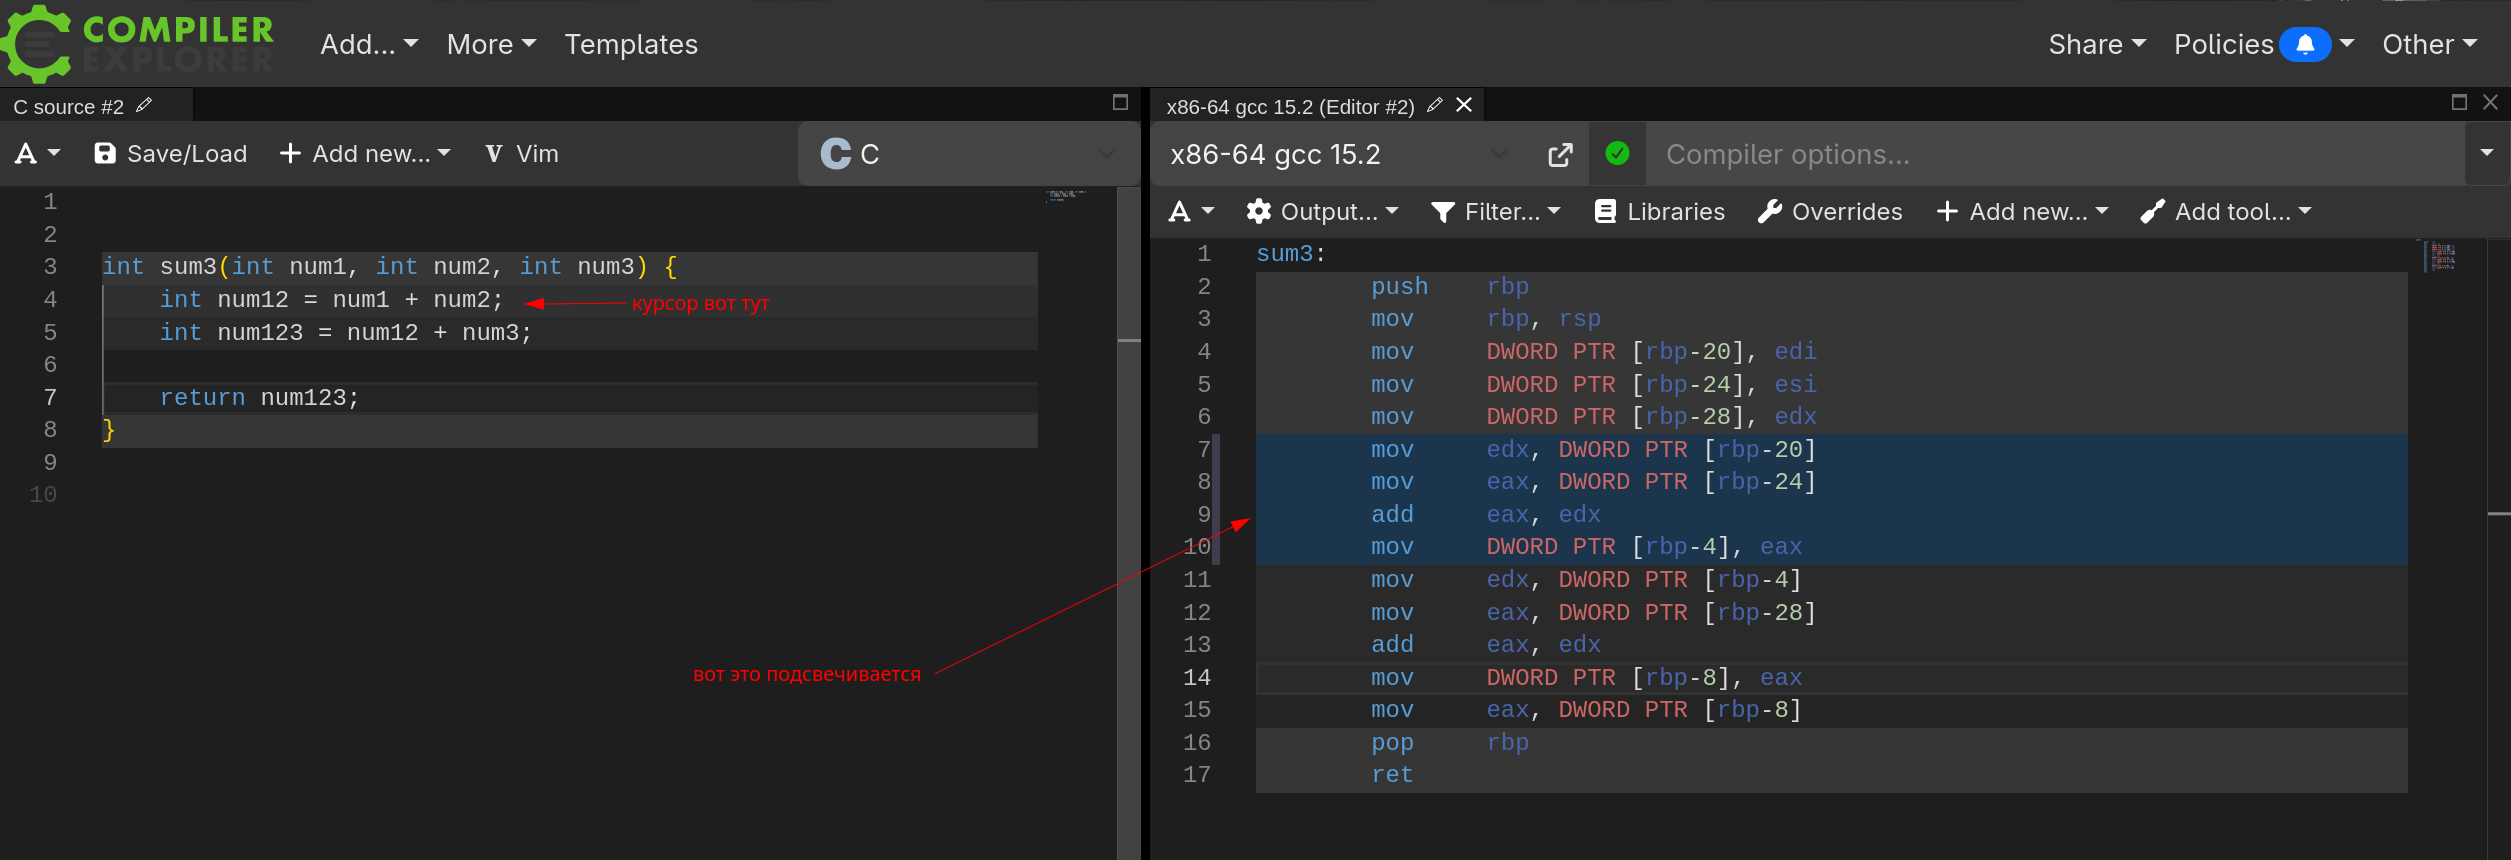 COMPILER
EXPLORER
Add...
More
Templates
Share
Policies
Other
C source #2
Save/Load
Add new...
V Vim
C C
1
2
3 int sum3(int num1, int num2, int num3) {
4     int num12 = num1 + num2;
курсор вот тут
5     int num123 = num12 + num3;
6
7     return num123;
8 }
9
10
вот это подсвечивается
x86-64 gcc 15.2 (Editor #2)
x86-64 gcc 15.2
Compiler options...
A
Output...
Filter...
Libraries
Overrides
Add new...
Add tool...
1 sum3:
2         push    rbp
3         mov     rbp, rsp
4         mov     DWORD PTR [rbp-20], edi
5         mov     DWORD PTR [rbp-24], esi
6         mov     DWORD PTR [rbp-28], edx
7         mov     edx, DWORD PTR [rbp-20]
8         mov     eax, DWORD PTR [rbp-24]
9         add     eax, edx
10         mov     DWORD PTR [rbp-4], eax
11         mov     edx, DWORD PTR [rbp-4]
12         mov     eax, DWORD PTR [rbp-28]
13         add     eax, edx
14         mov     DWORD PTR [rbp-8], eax
15         mov     eax, DWORD PTR [rbp-8]
16         pop     rbp
17         ret